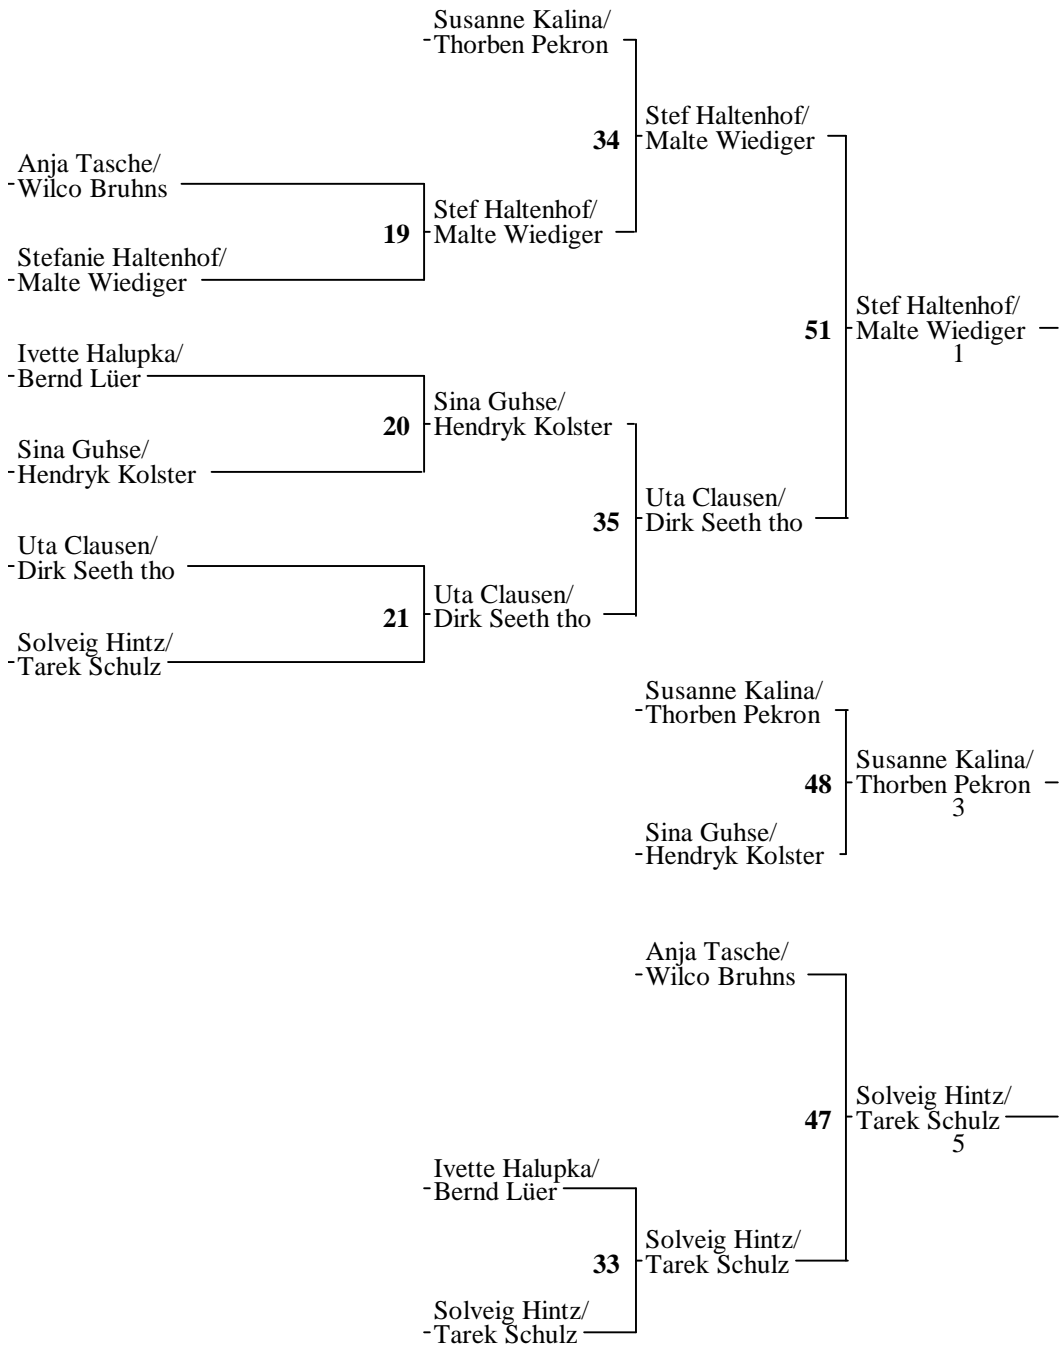 Susanne Kalina/
Thorben Pekron
34
Stef Haltenhof/
Malte Wiediger
Anja Tasche/
Wilco Bruhns
19
Stef Haltenhof/
Malte Wiediger
Stefanie Haltenhof/
Malte Wiediger
51
Stef Haltenhof/
Malte Wiediger
1
Ivette Halupka/
Bernd Lüer
20
Sina Guhse/
Hendryk Kolster
Sina Guhse/
Hendryk Kolster
35
Uta Clausen/
Dirk Seeth tho
Uta Clausen/
Dirk Seeth tho
21
Uta Clausen/
Dirk Seeth tho
Solveig Hintz/
Tarek Schulz
Susanne Kalina/
Thorben Pekron
48
Susanne Kalina/
Thorben Pekron
3
Sina Guhse/
Hendryk Kolster
Anja Tasche/
Wilco Bruhns
47
Solveig Hintz/
Tarek Schulz
5
Ivette Halupka/
Bernd Lüer
33
Solveig Hintz/
Tarek Schulz
Solveig Hintz/
Tarek Schulz